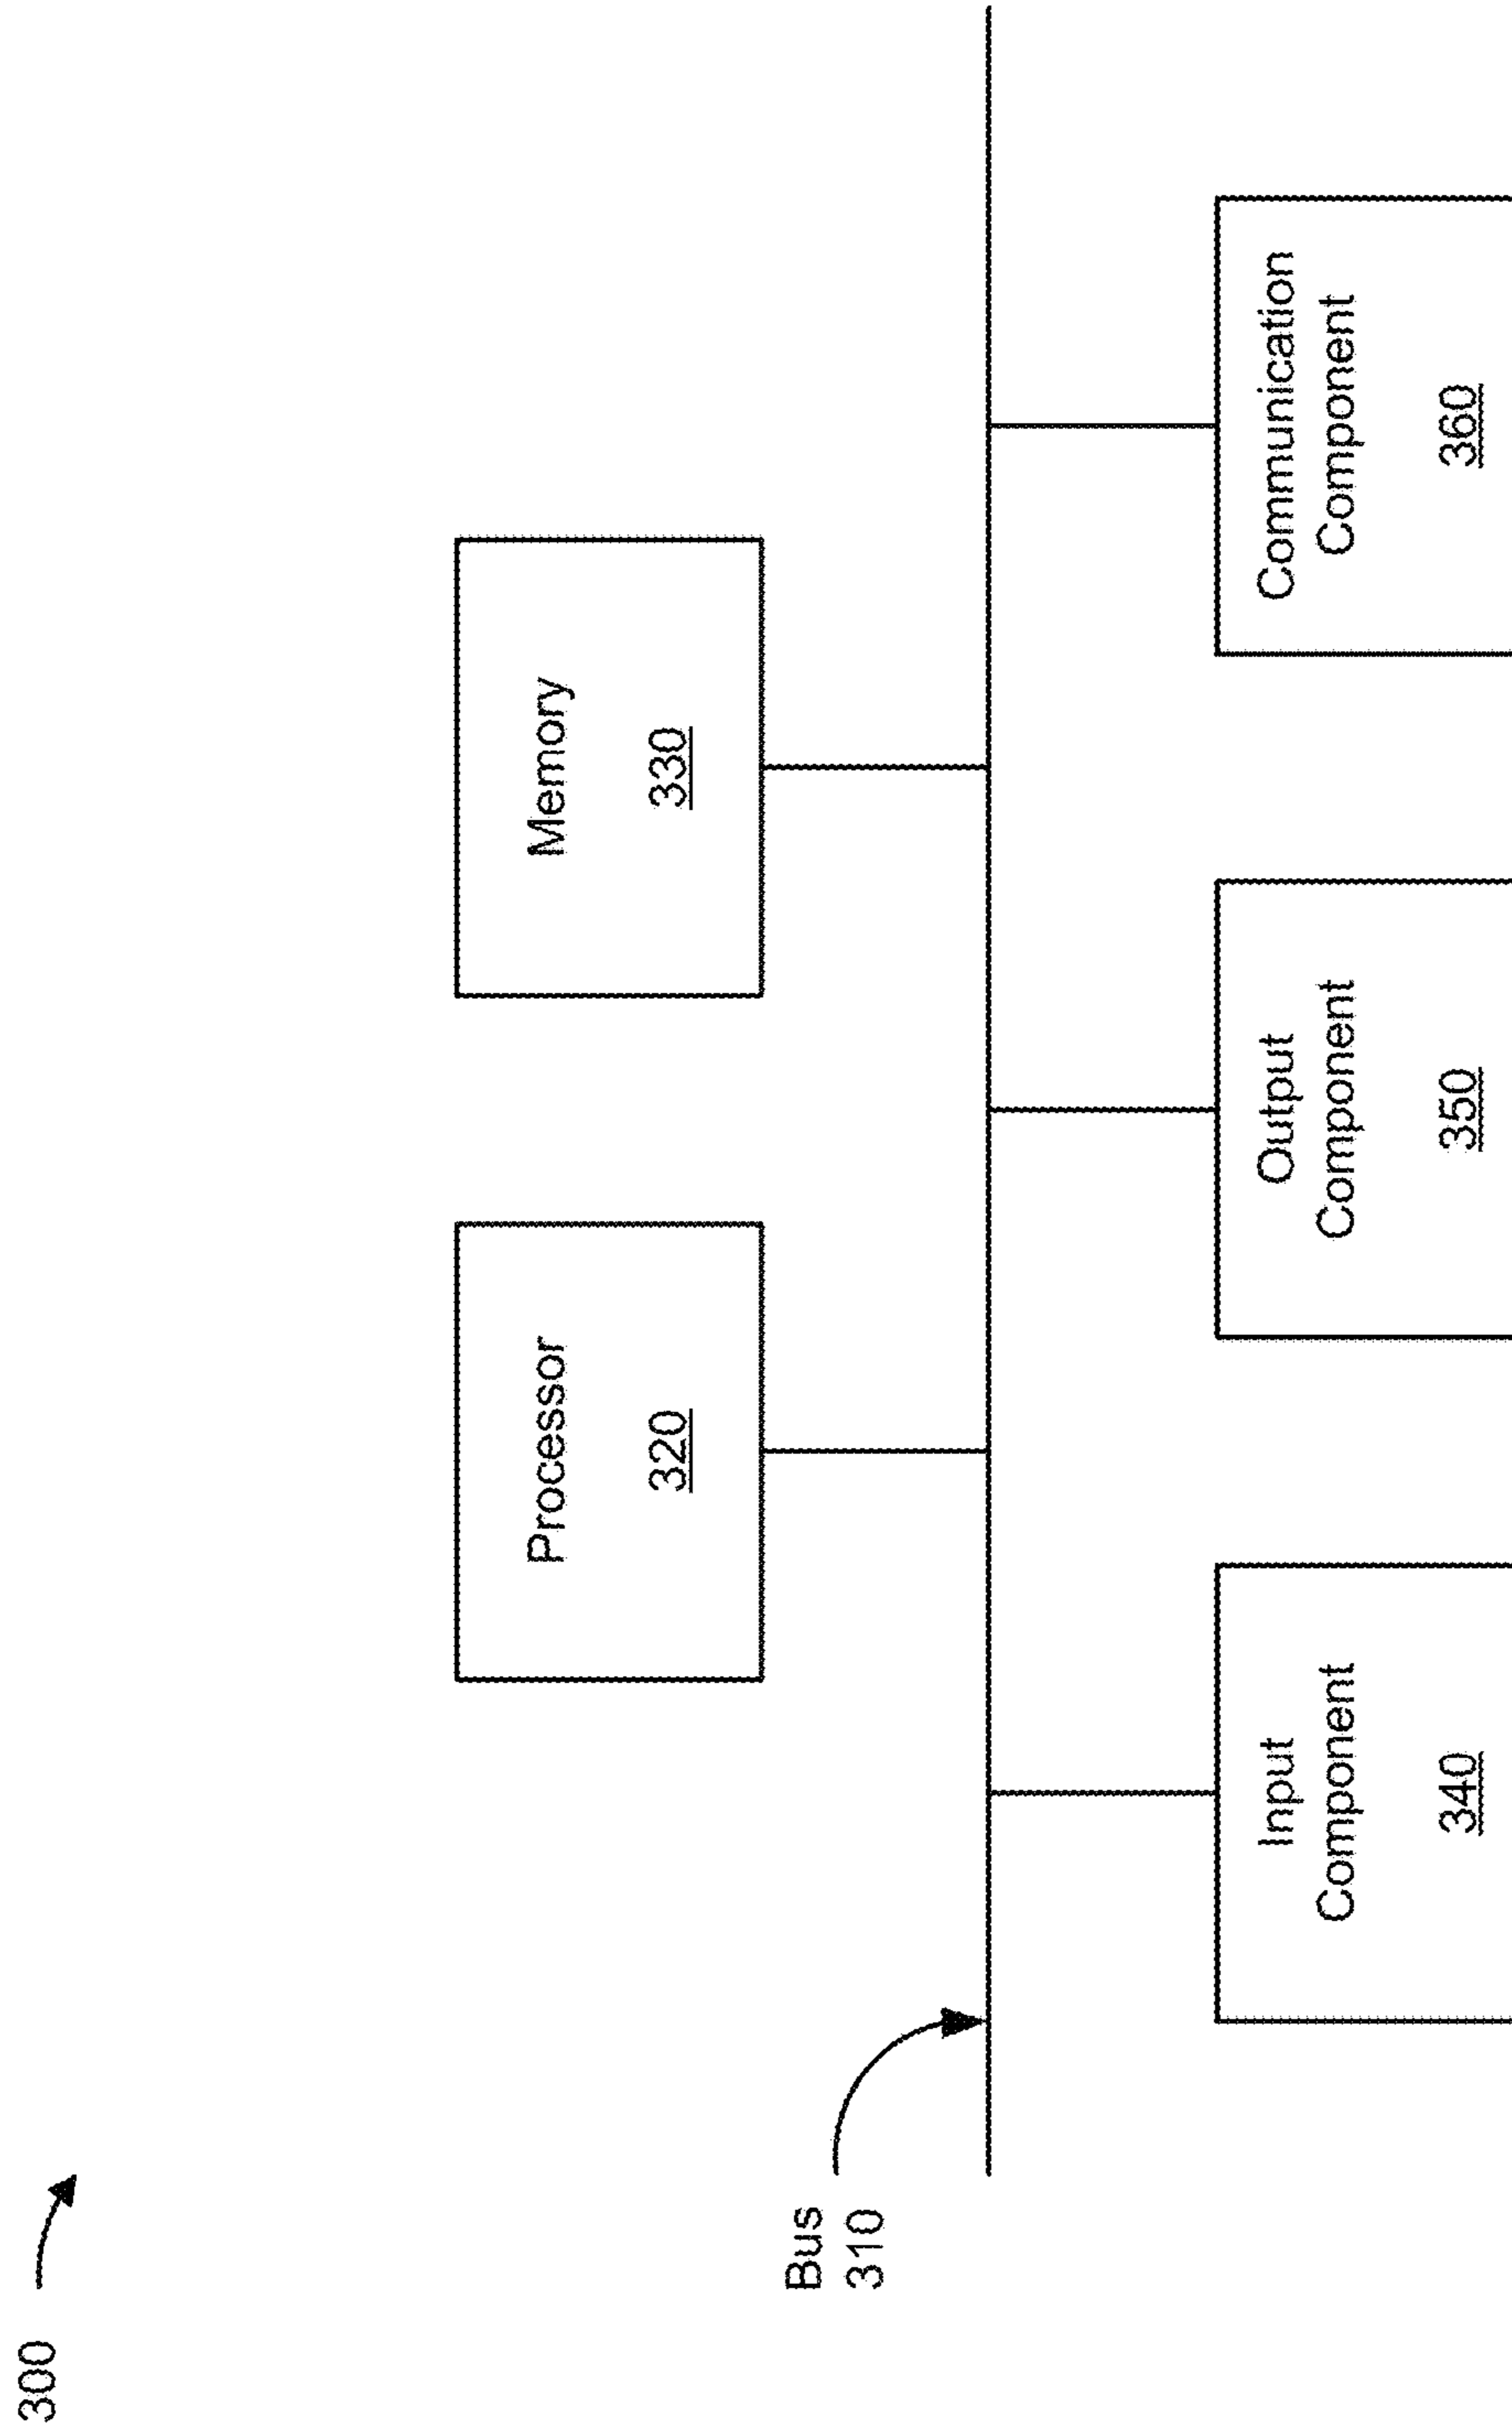 300
Bus
310
Processor
320
Memory
330
Input
Component
340
Output
Component
350
Communication
Component
360